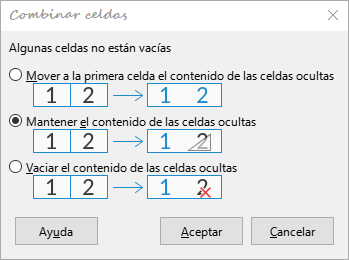 Combinar celdas
Algunas celdas no están vacías
Mover a la primera celda el contenido de las celdas ocultas
1 2 1 2
Mantener el contenido de las celdas ocultas
1 2 1 2
Vaciar el contenido de las celdas ocultas
1 2 1 2
Ayuda Aceptar Cancelar